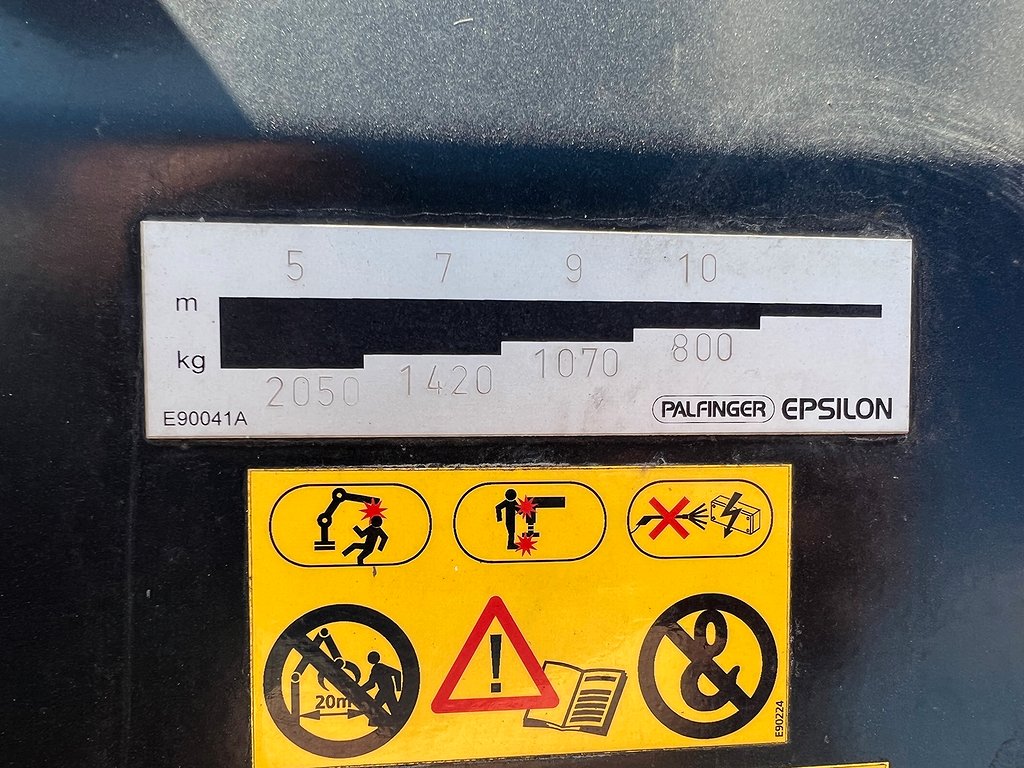 5 7 9 10
m
kg
2050 1420 1070 800
E90041A PALFINGER EPSILON
20m
!
&
E90224